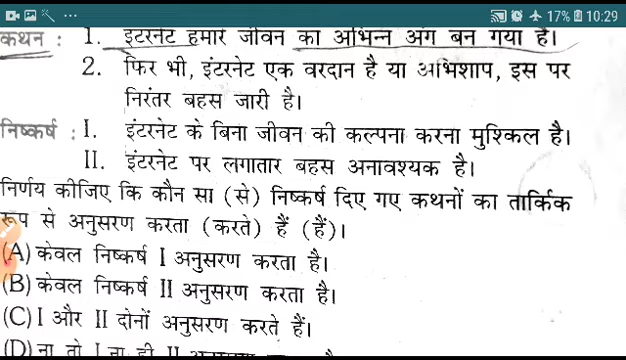 17% 10:29
कथन : 1. इंटरनेट हमारे जीवन का अभिन्न अंग बन गया है।
2. फिर भी, इंटरनेट एक वरदान है या अभिशाप, इस पर
निरंतर बहस जारी है।
निष्कर्ष : I. इंटरनेट के बिना जीवन की कल्पना करना मुश्किल है।
II. इंटरनेट पर लगातार बहस अनावश्यक है।
निर्णय कीजिए कि कौन सा (से) निष्कर्ष दिए गए कथनों का तार्किक
रूप से अनुसरण करता (करते) हैं (हैं)।
(A) केवल निष्कर्ष I अनुसरण करता है।
(B) केवल निष्कर्ष II अनुसरण करता है।
(C) I और II दोनों अनुसरण करते हैं।
(D) ना तो I ना ही II